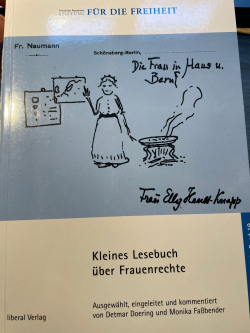 FÜR DIE FREIHEIT
Fr. Naumann
Schöneberg-Berlin,
Die Frau in Haus u.
Beruf
Frau Elly Heuss-Knapp
Kleines Lesebuch
über Frauenrechte
Ausgewählt, eingeleitet und kommentiert
von Detmar Doering und Monika Faßbender
liberal Verlag